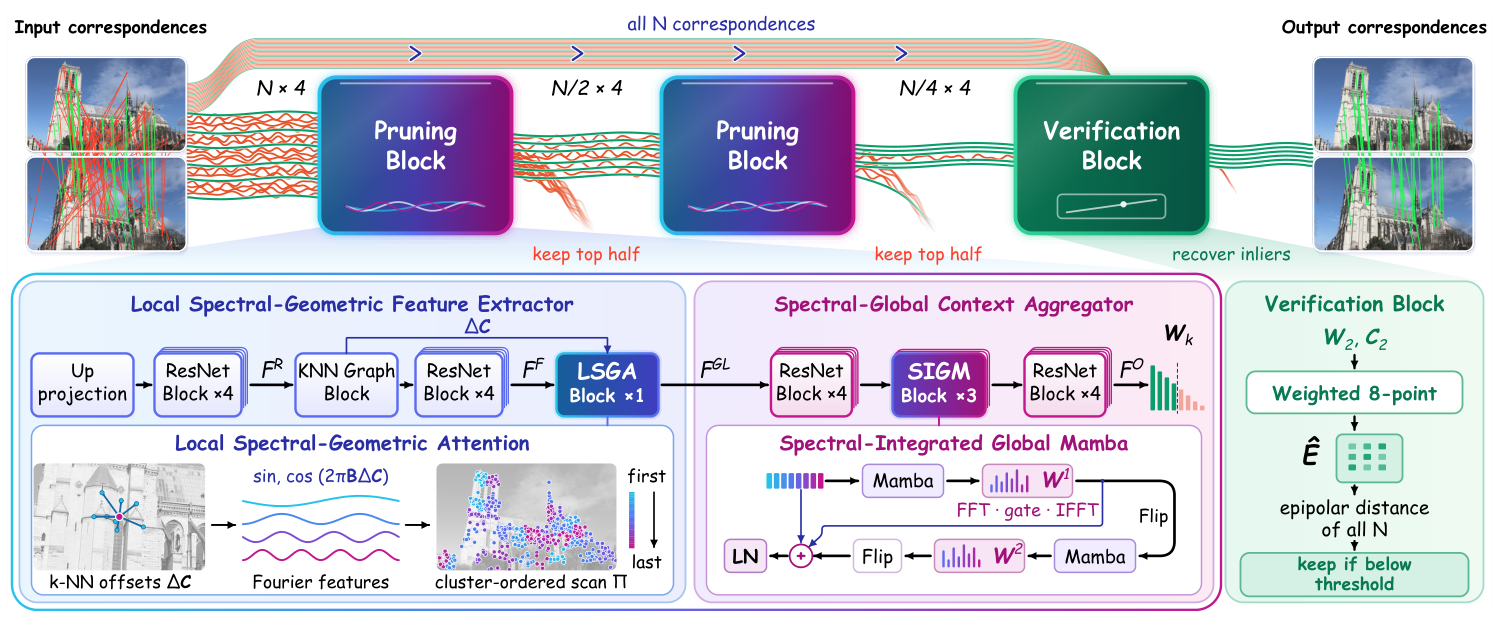 Input correspondences
all N correspondences
Output correspondences
N × 4
N/2 × 4
N/4 × 4
Pruning
Block
Pruning
Block
Verification
Block
keep top half
keep top half
recover inliers
Local Spectral-Geometric Feature Extractor
ΔC
Up
projection
ResNet
Block ×4
F^R
KNN Graph
Block
ResNet
Block ×4
F^F
LSGA
Block ×1
F^GL
Local Spectral-Geometric Attention
sin, cos (2πBΔC)
first
last
k-NN offsets ΔC
Fourier features
cluster-ordered scan Π
Spectral-Global Context Aggregator
W_k
ResNet
Block ×4
SIGM
Block ×3
ResNet
Block ×4
F^O
Spectral-Integrated Global Mamba
Mamba
W^1
FFT · gate · IFFT
Flip
LN
+
Flip
W^2
Mamba
Verification Block
W_2, C_2
Weighted 8-point
Ê
epipolar distance
of all N
keep if below
threshold